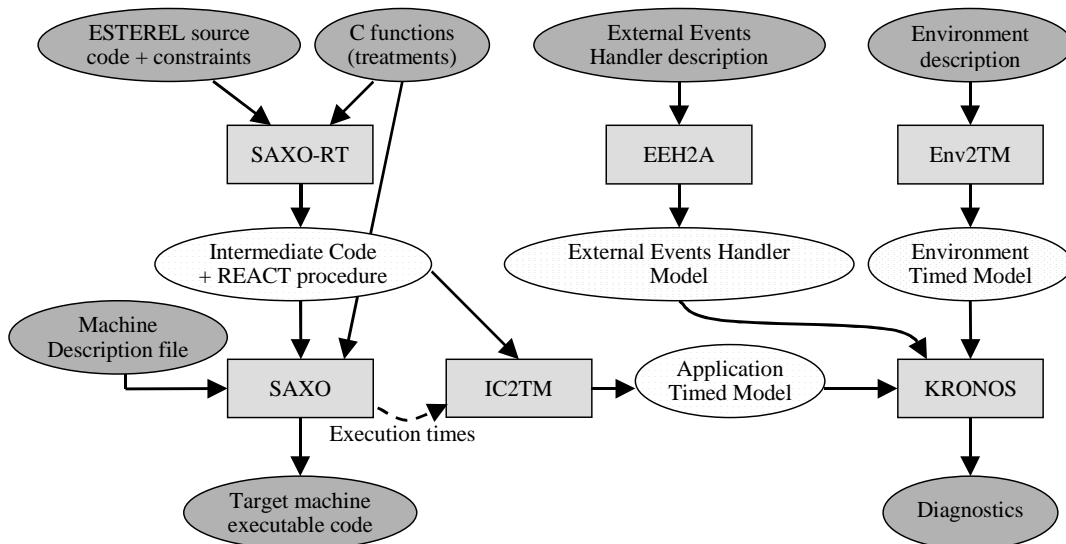 ESTEREL source
code + constraints
C functions
(treatments)
External Events
Handler description
Environment
description
SAXO-RT
EEH2A
Env2TM
Intermediate Code
+ REACT procedure
External Events Handler
Model
Environment
Timed Model
Machine
Description file
SAXO
IC2TM
Application
Timed Model
KRONOS
Execution times
Target machine
executable code
Diagnostics